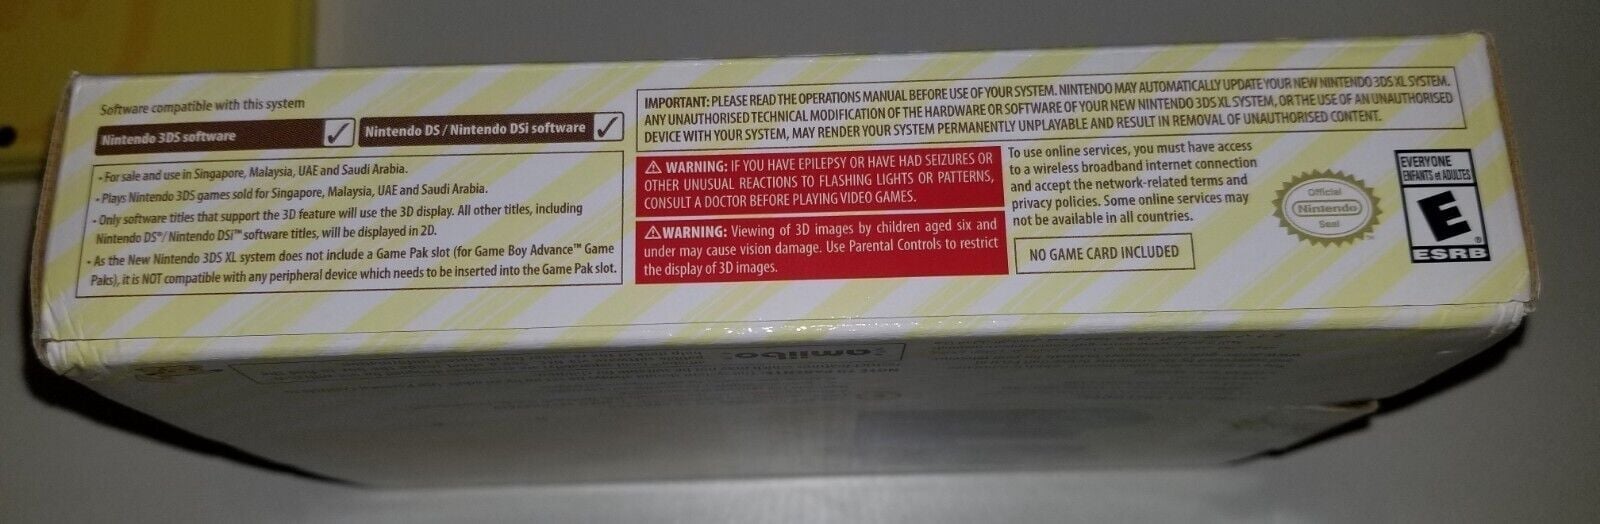 Software compatible with this system
Nintendo 3DS software ✓
Nintendo DS / Nintendo DSi software ✓
• For sale and use in Singapore, Malaysia, UAE and Saudi Arabia.
• Plays Nintendo 3DS games sold for Singapore, Malaysia, UAE and Saudi Arabia.
• Only software titles that support the 3D feature will use the 3D display. All other titles, including
Nintendo DS®/ Nintendo DSi™ software titles, will be displayed in 2D.
• As the New Nintendo 3DS XL system does not include a Game Pak slot (for Game Boy Advance™ Game
Paks), it is NOT compatible with any peripheral device which needs to be inserted into the Game Pak slot.
IMPORTANT: PLEASE READ THE OPERATIONS MANUAL BEFORE USE OF YOUR SYSTEM. NINTENDO MAY AUTOMATICALLY UPDATE YOUR NEW NINTENDO 3DS XL SYSTEM.
ANY UNAUTHORISED TECHNICAL MODIFICATION OF THE HARDWARE OR SOFTWARE OF YOUR NEW NINTENDO 3DS XL SYSTEM, OR THE USE OF AN UNAUTHORISED
DEVICE WITH YOUR SYSTEM, MAY RENDER YOUR SYSTEM PERMANENTLY UNPLAYABLE AND RESULT IN REMOVAL OF UNAUTHORISED CONTENT.
⚠ WARNING: IF YOU HAVE EPILEPSY OR HAVE HAD SEIZURES OR
OTHER UNUSUAL REACTIONS TO FLASHING LIGHTS OR PATTERNS,
CONSULT A DOCTOR BEFORE PLAYING VIDEO GAMES.
⚠ WARNING: Viewing of 3D images by children aged six and
under may cause vision damage. Use Parental Controls to restrict
the display of 3D images.
To use online services, you must have access
to a wireless broadband internet connection
and accept the network-related terms and
privacy policies. Some online services may
not be available in all countries.
NO GAME CARD INCLUDED
Official
Nintendo
Seal
™
EVERYONE
ENFANTS et ADULTES
E
®
ESRB
amiibo